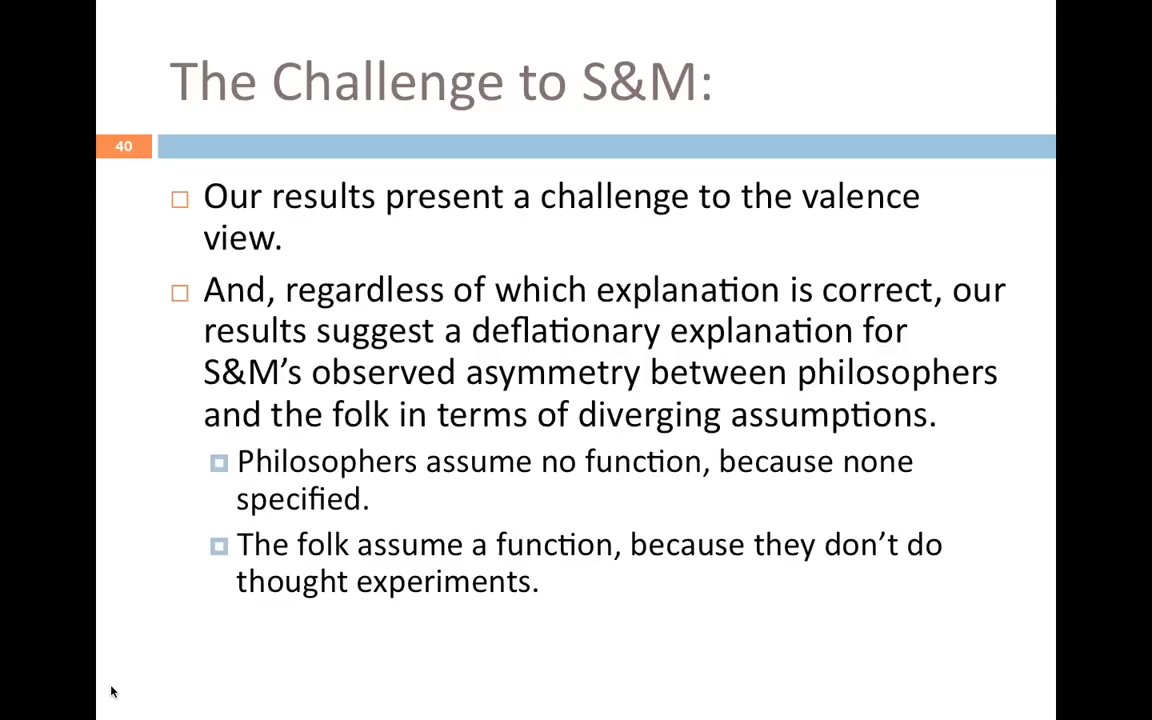 The Challenge to S&M:
40
Our results present a challenge to the valence
view.
And, regardless of which explanation is correct, our
results suggest a deflationary explanation for
S&M’s observed asymmetry between philosophers
and the folk in terms of diverging assumptions.
Philosophers assume no function, because none
specified.
The folk assume a function, because they don’t do
thought experiments.